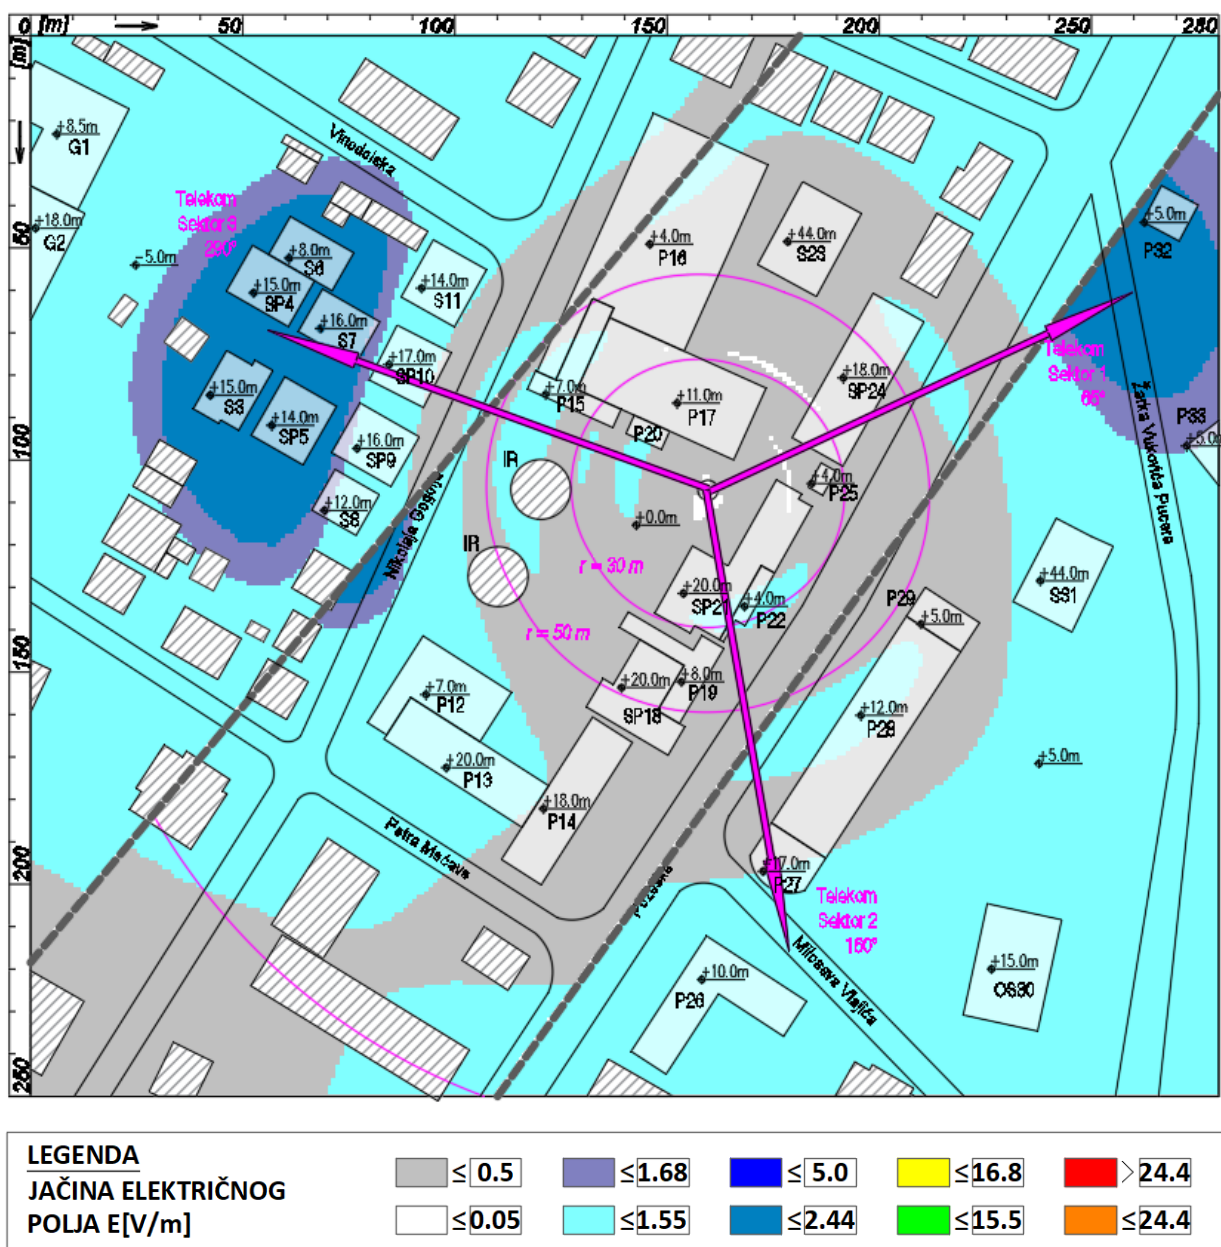 0 [m] 50 100 150 200 250 280
[m]
50
100
150
200
250
Vinodolska
+8.5m
G1
+18.0m
G2
-5.0m
Telekom
Sektor 3
290°
+8.0m
S6
+15.0m
SP4
+16.0m
S7
+14.0m
S11
+17.0m
SP10
+15.0m
S3
+14.0m
SP5
+16.0m
SP9
+12.0m
S8
Nikolaja Gogolja
+4.0m
P16
+44.0m
S23
+7.0m
P15
+11.0m
P17
P20
+18.0m
SP24
+4.0m
P25
+5.0m
P32
Telekom
Sektor 1
65°
P33
+5.0m
Žarka Vukovića Pucara
IR
IR
+0.0m
r = 30 m
r = 50 m
+20.0m
SP21
+4.0m
P22
+44.0m
S31
P29
+5.0m
+20.0m
SP18
+8.0m
P19
+7.0m
P12
+20.0m
P13
+18.0m
P14
+12.0m
P28
+5.0m
Petra Mećave
Požeška
+17.0m
P27
Telekom
Sektor 2
160°
Milosava Vlajića
+10.0m
P26
+15.0m
OS30
LEGENDA
JAČINA ELEKTRIČNOG
POLJA E[V/m]
≤ 0.5 ≤ 1.68 ≤ 5.0 ≤ 16.8 > 24.4
≤ 0.05 ≤ 1.55 ≤ 2.44 ≤ 15.5 ≤ 24.4